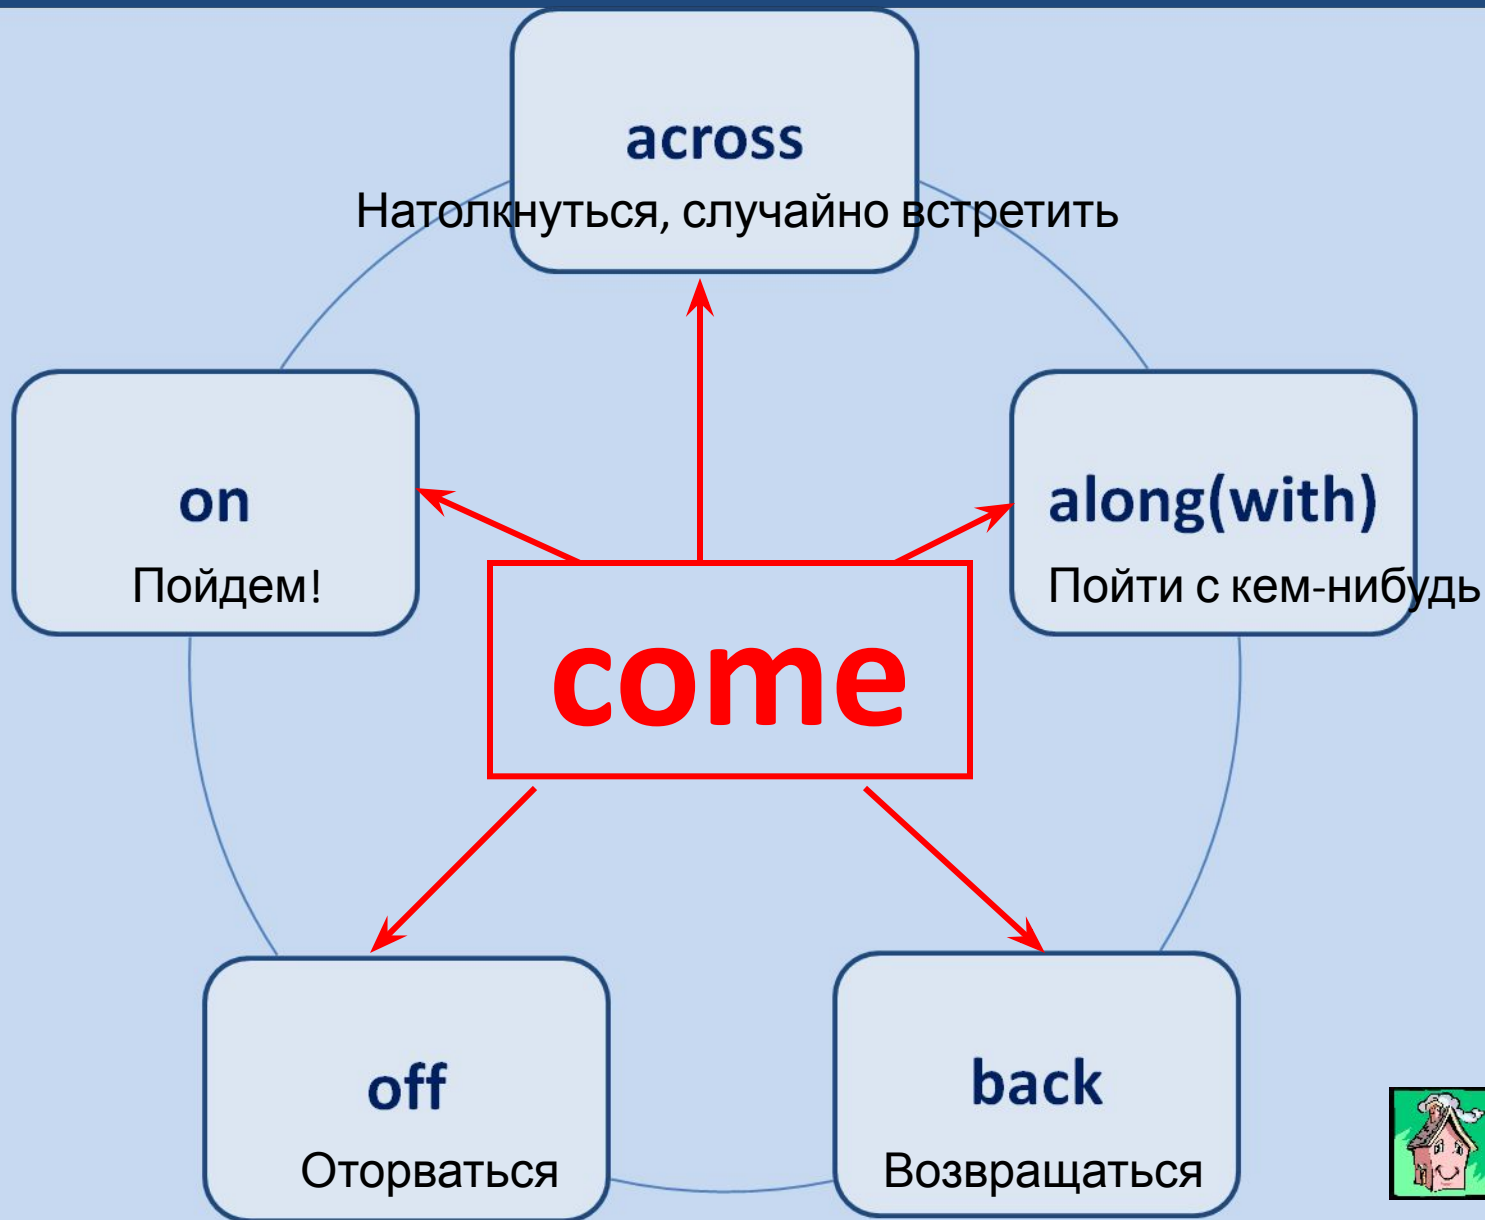 across
Натолкнуться, случайно встретить
on
Пойдем!
along(with)
Пойти с кем-нибудь
come
off
Оторваться
back
Возвращаться